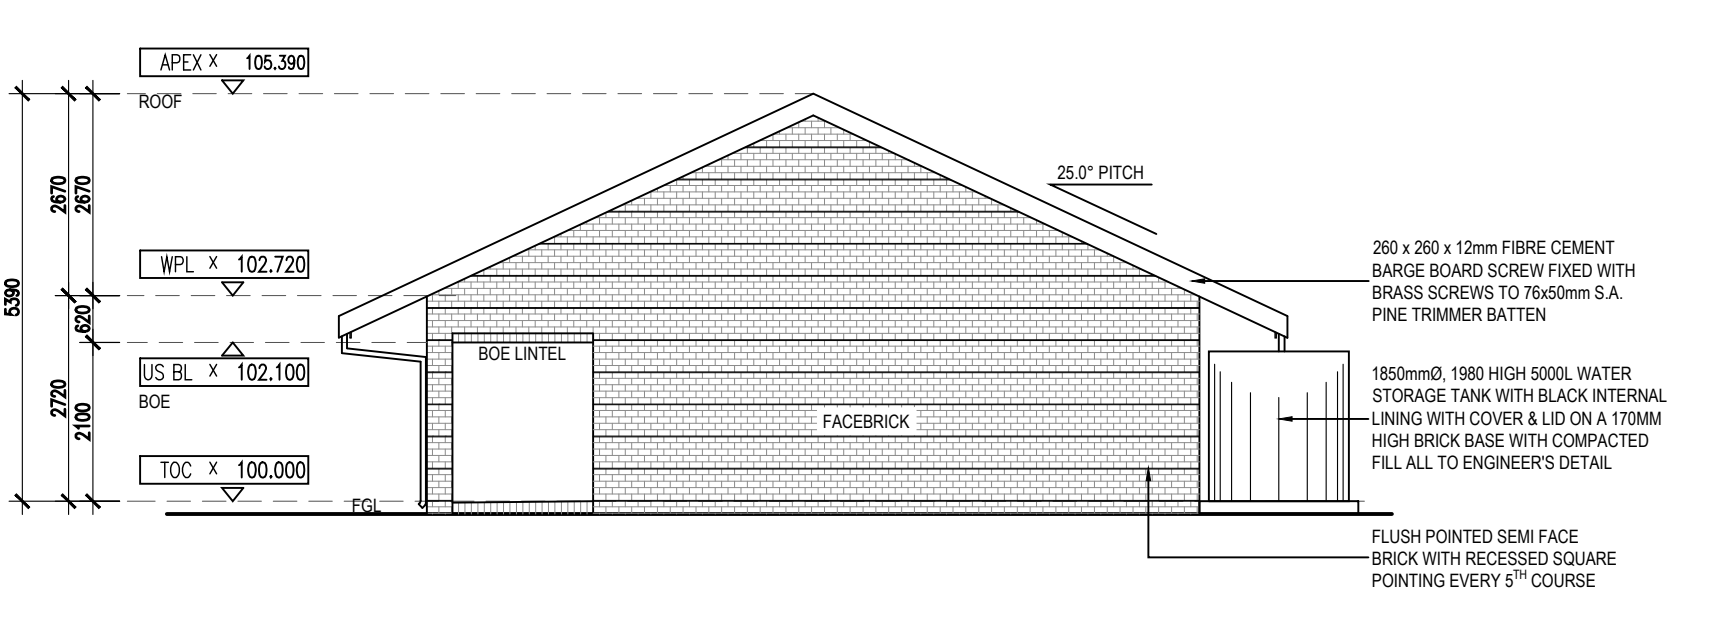 APEX X 105.390
ROOF
25.0° PITCH
2670
2670
260 x 260 x 12mm FIBRE CEMENT
BARGE BOARD SCREW FIXED WITH
BRASS SCREWS TO 76x50mm S.A.
PINE TRIMMER BATTEN
WPL X 102.720
5390
620
BOE LINTEL
US BL X 102.100
BOE
2720
2100
1850mmØ, 1980 HIGH 5000L WATER
STORAGE TANK WITH BLACK INTERNAL
LINING WITH COVER & LID ON A 170MM
HIGH BRICK BASE WITH COMPACTED
FILL ALL TO ENGINEER'S DETAIL
FACEBRICK
TOC X 100.000
FGL
FLUSH POINTED SEMI FACE
BRICK WITH RECESSED SQUARE
POINTING EVERY 5TH COURSE